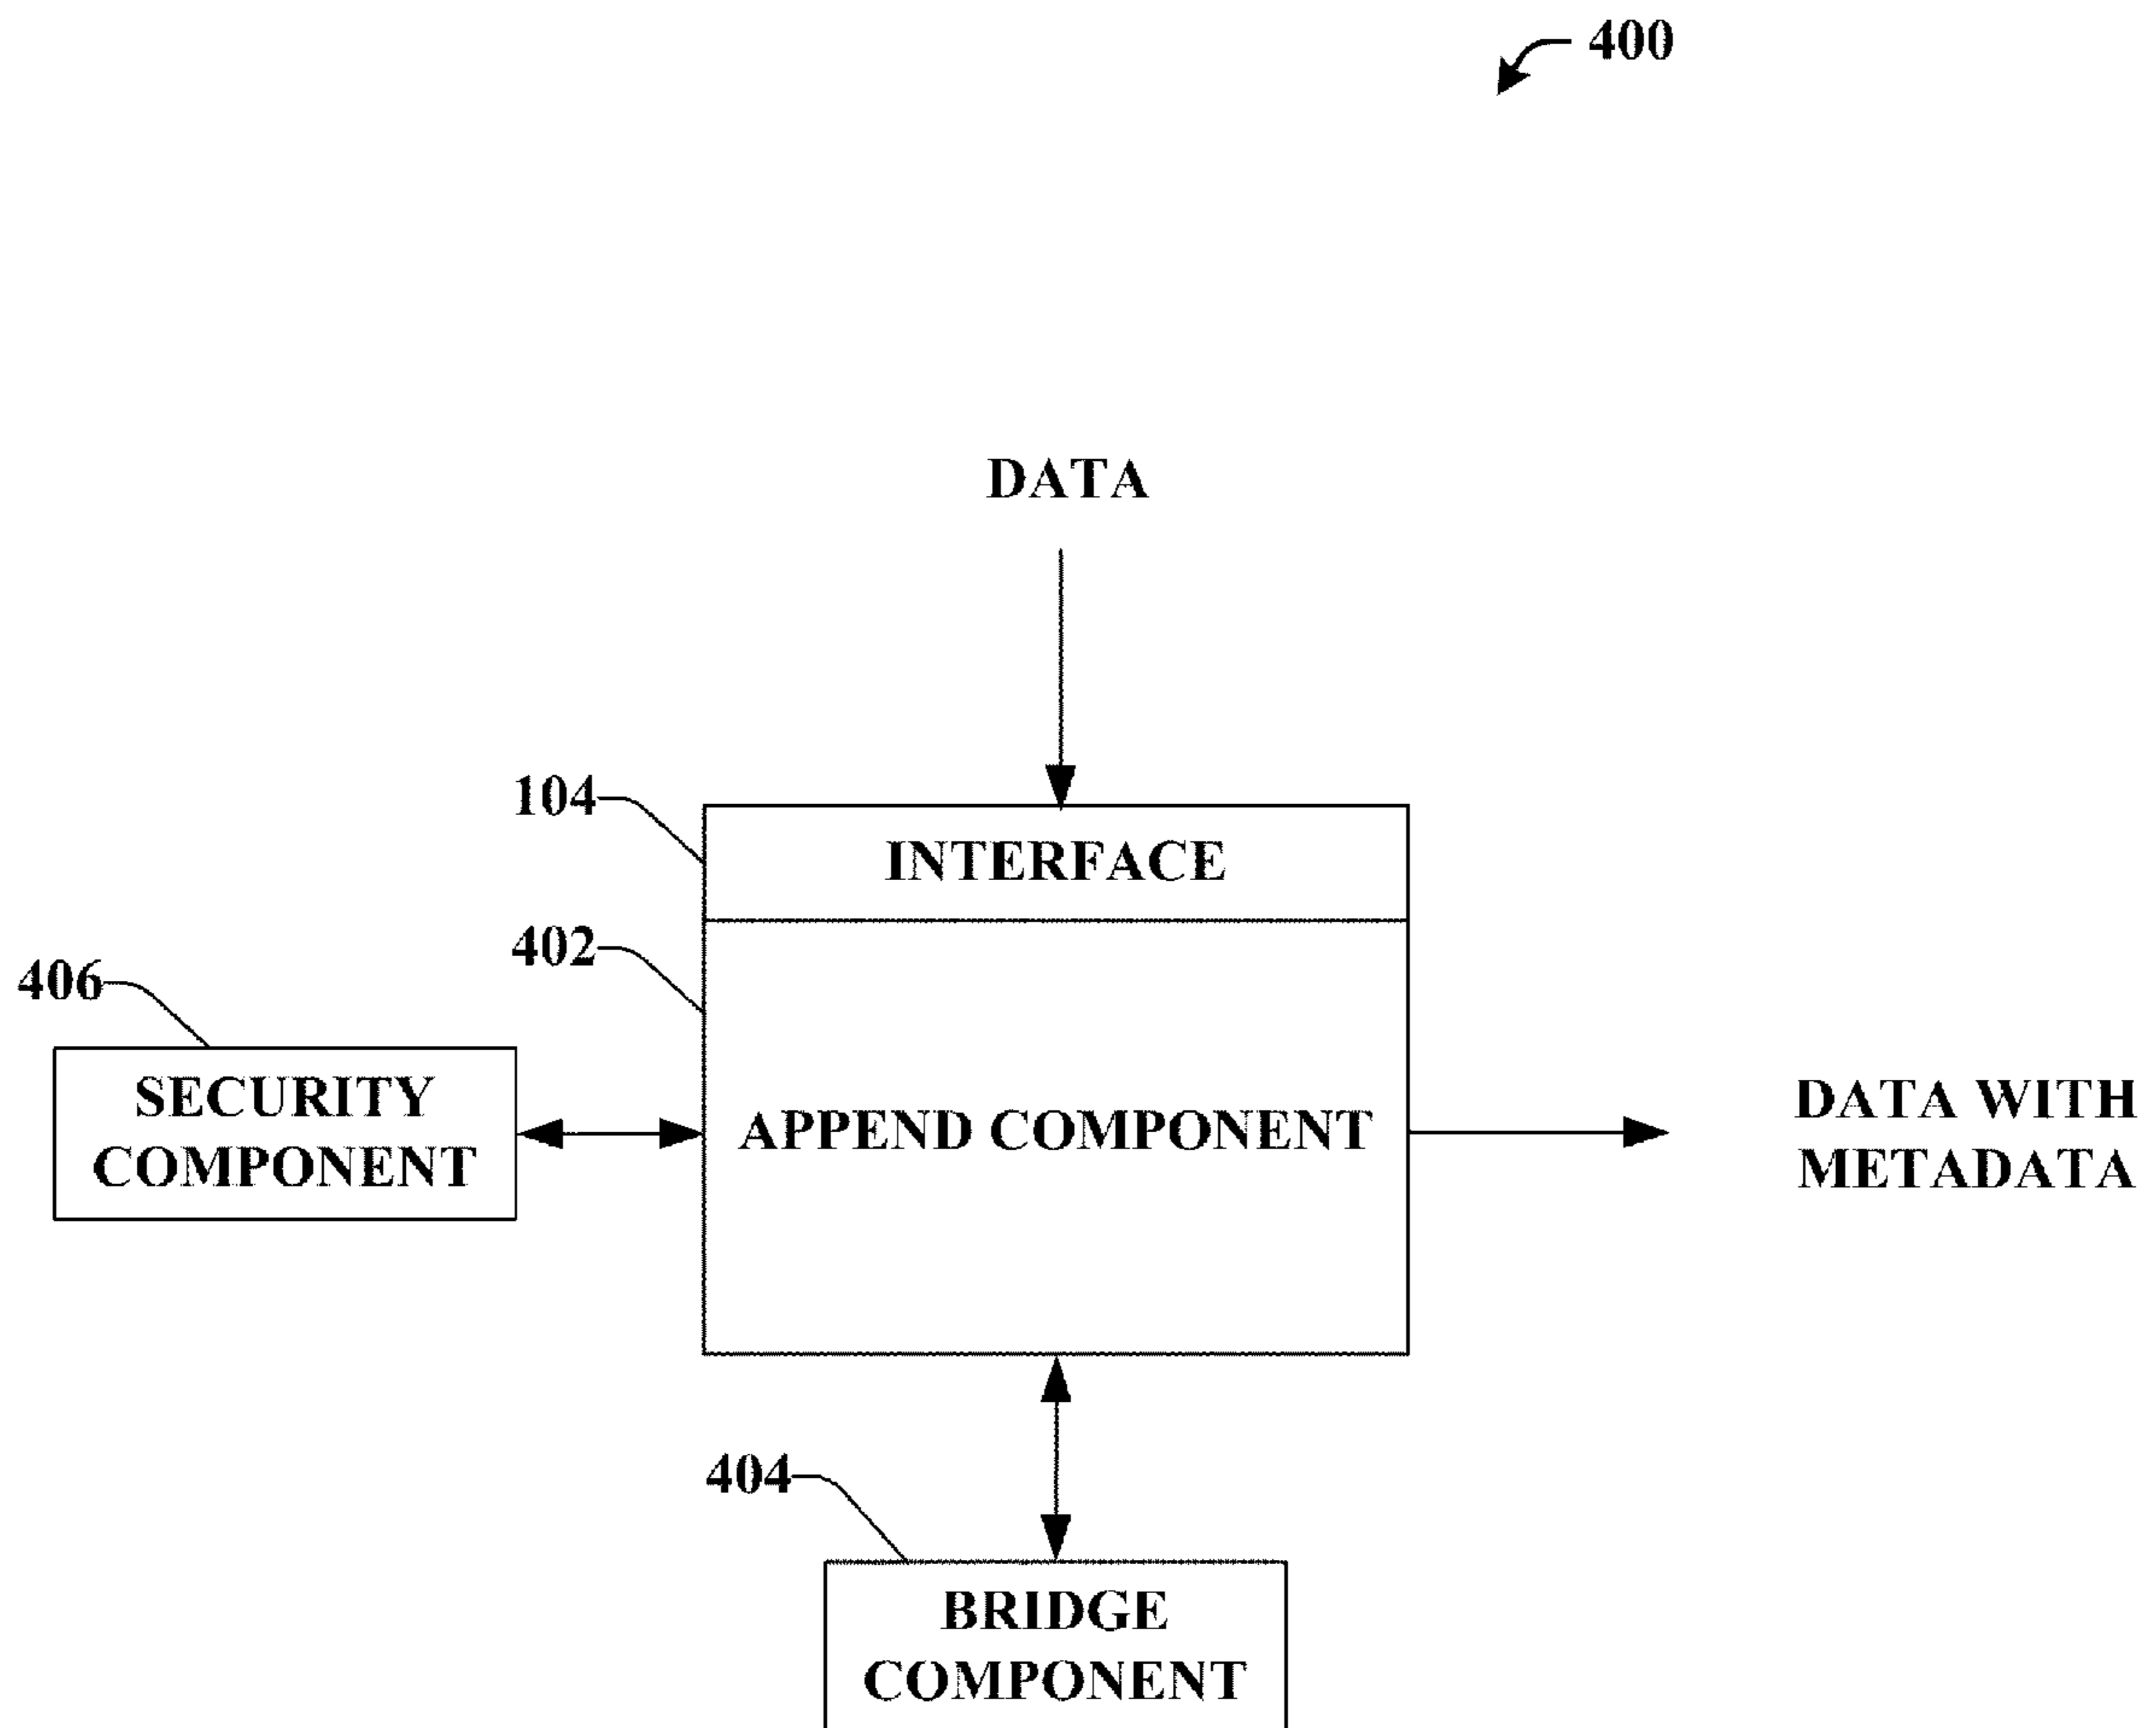 400
DATA
104
INTERFACE
402
406
SECURITY
COMPONENT
APPEND COMPONENT
DATA WITH
METADATA
404
BRIDGE
COMPONENT